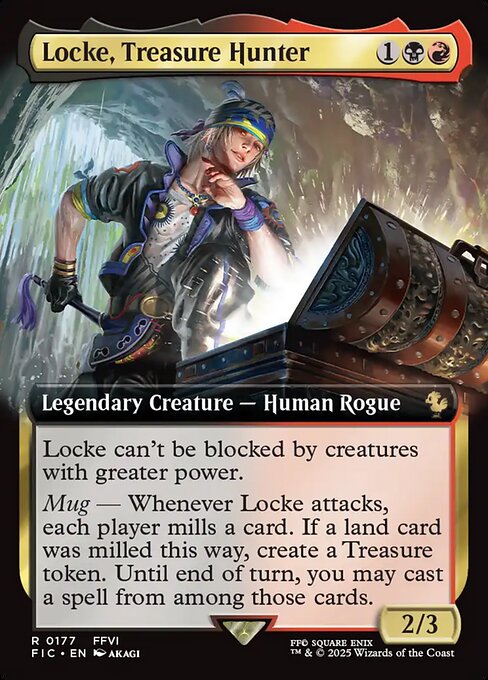 Locke, Treasure Hunter 1
Legendary Creature — Human Rogue
Locke can't be blocked by creatures
with greater power.
Mug — Whenever Locke attacks,
each player mills a card. If a land card
was milled this way, create a Treasure
token. Until end of turn, you may cast
a spell from among those cards.
2/3
R 0177 FFVI
FIC • EN AKAGI
FF© SQUARE ENIX
™ & © 2025 Wizards of the Coast